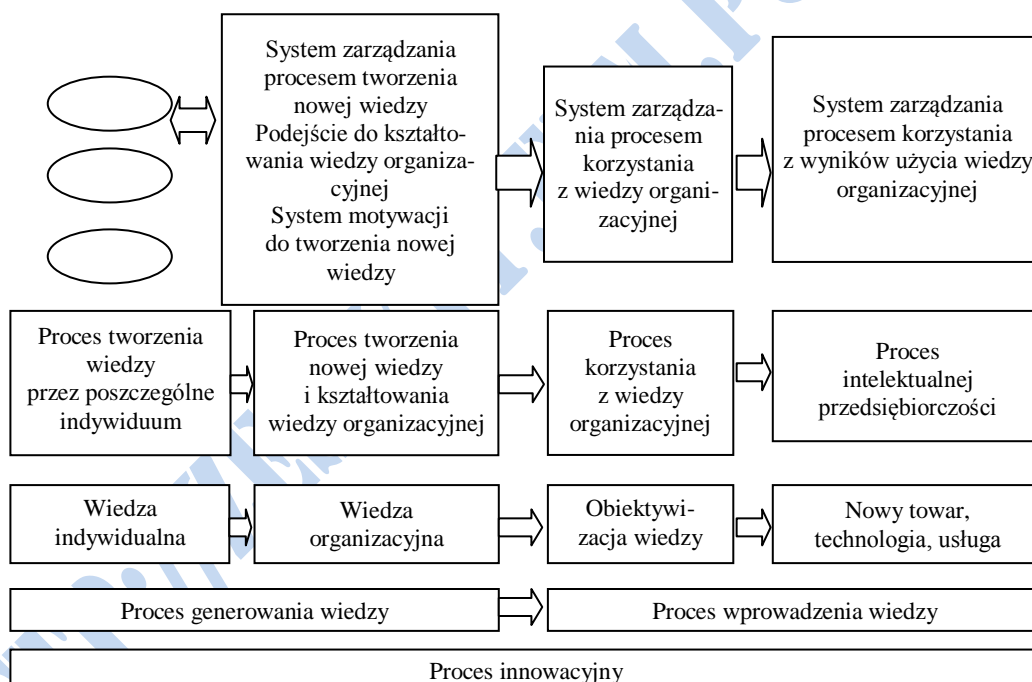 System zarządzania
procesem tworzenia
nowej wiedzy
Podejście do kształto-
wania wiedzy organiza-
cyjnej
System motywacji
do tworzenia nowej
wiedzy
System zarządza-
nia procesem
korzystania
z wiedzy organi-
zacyjnej
System zarządzania
procesem korzystania
z wyników użycia wiedzy
organizacyjnej
Proces tworzenia
wiedzy
przez poszczególne
indywiduum
Proces tworzenia
nowej wiedzy
i kształtowania
wiedzy organizacyjnej
Proces
korzystania
z wiedzy
organizacyjnej
Proces
intelektualnej
przedsiębiorczości
Wiedza
indywidualna
Wiedza
organizacyjna
Obiektywi-
zacja wiedzy
Nowy towar,
technologia, usługa
Proces generowania wiedzy
Proces wprowadzenia wiedzy
Proces innowacyjny